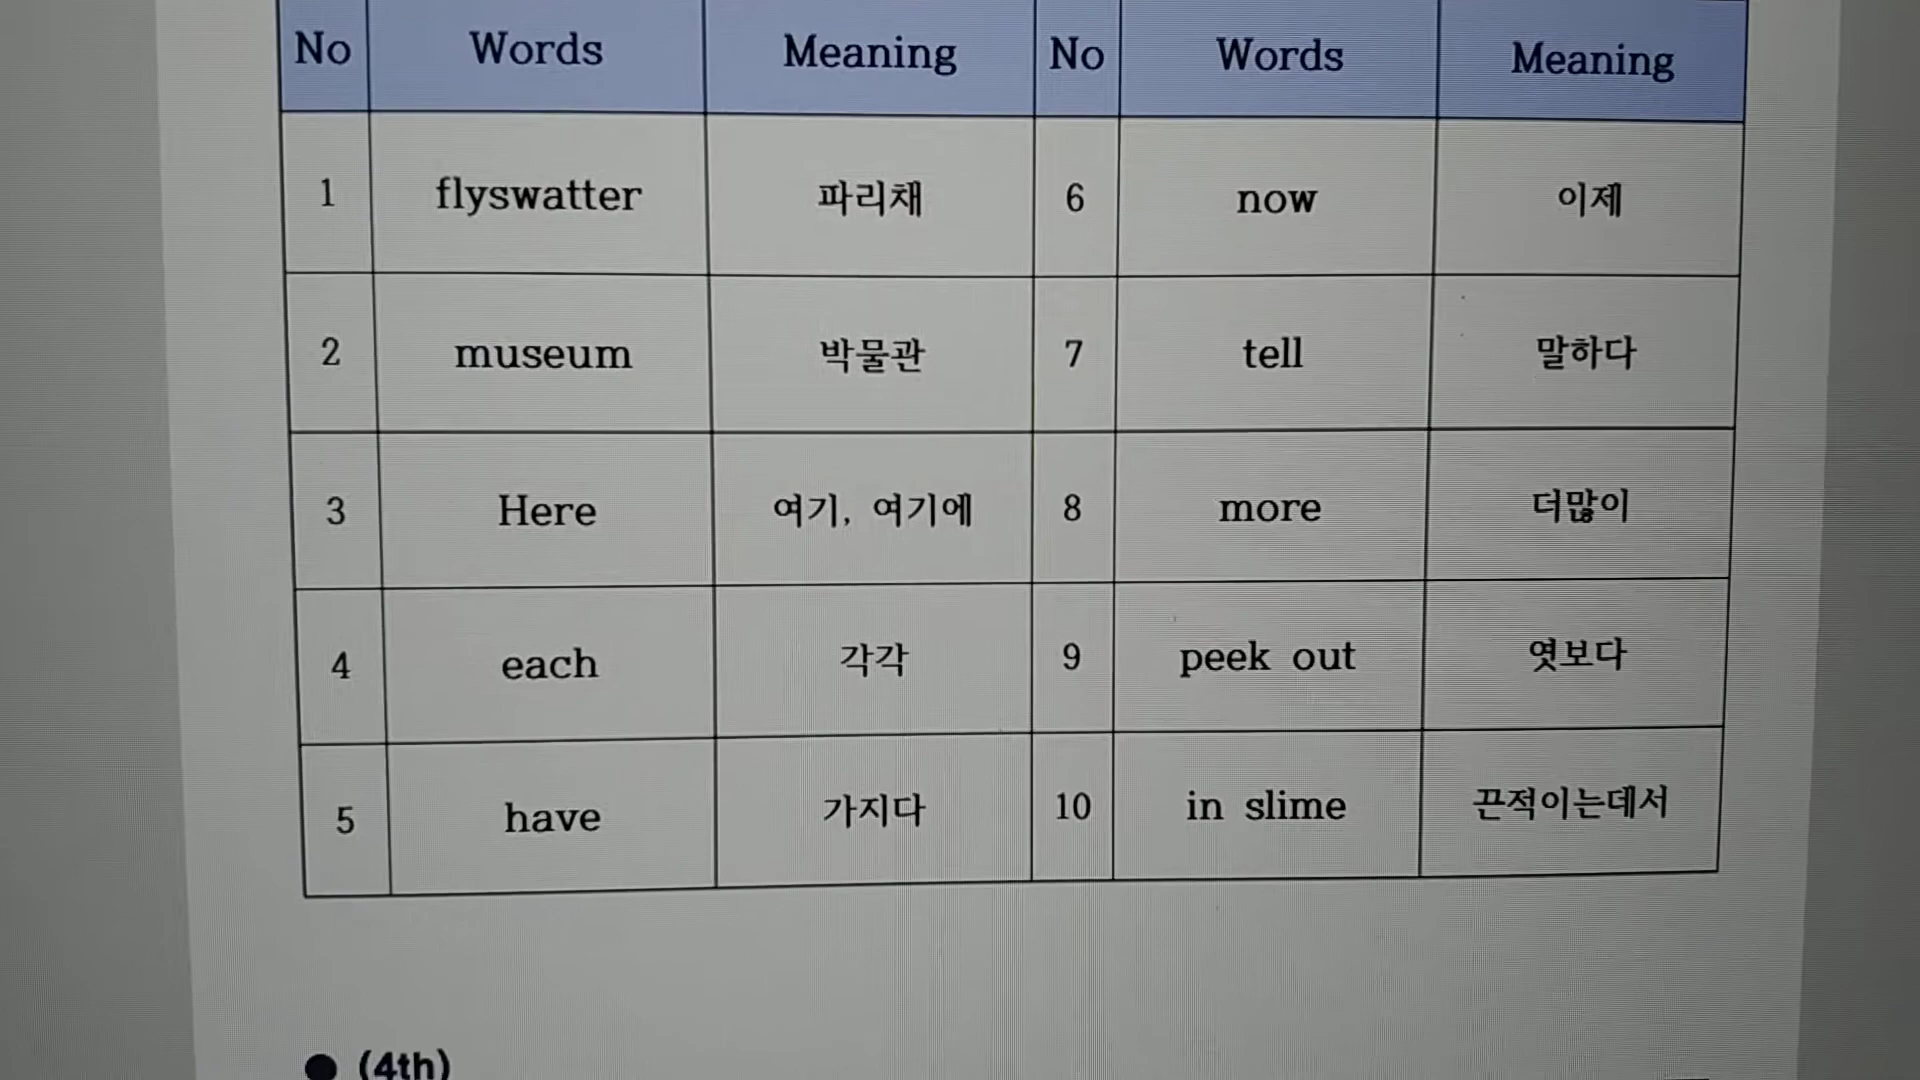 No Words Meaning No Words Meaning
1 flyswatter 파리채 6 now 이제
2 museum 박물관 7 tell 말하다
3 Here 여기, 여기에 8 more 더많이
4 each 각각 9 peek out 엿보다
5 have 가지다 10 in slime 끈적이는데서
● (4th)